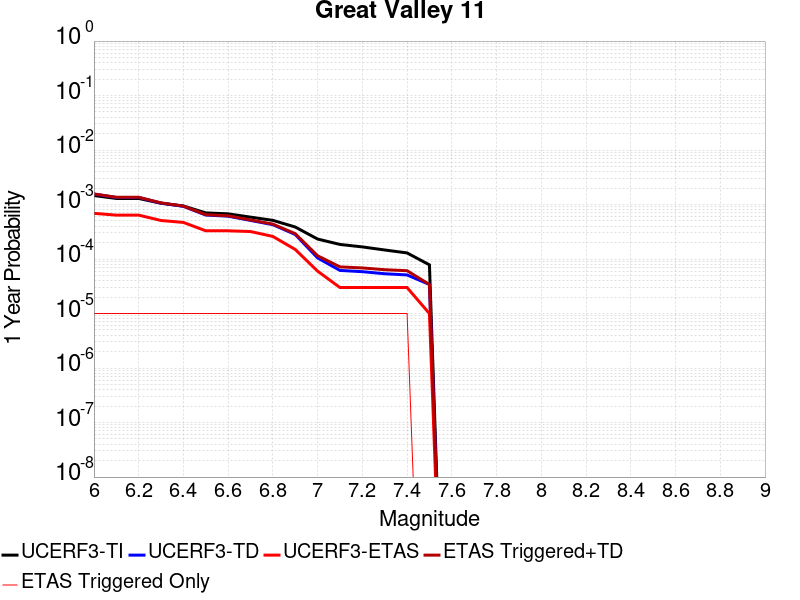 Great Valley 11
10^0
10^-1
10^-2
10^-3
10^-4
10^-5
10^-6
10^-7
10^-8
1 Year Probability
6 6.2 6.4 6.6 6.8 7 7.2 7.4 7.6 7.8 8 8.2 8.4 8.6 8.8 9
Magnitude
UCERF3-TI UCERF3-TD UCERF3-ETAS ETAS Triggered+TD
ETAS Triggered Only